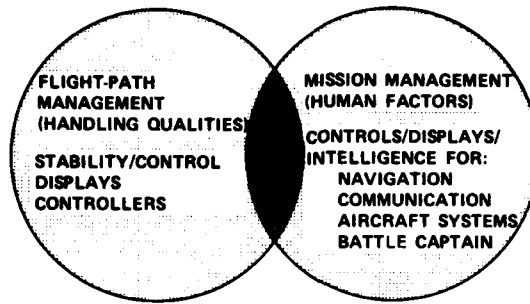 FLIGHT-PATH
MANAGEMENT
(HANDLING QUALITIES)
STABILITY/CONTROL
DISPLAYS
CONTROLLERS
MISSION MANAGEMENT
(HUMAN FACTORS)
CONTROLS/DISPLAYS/
INTELLIGENCE FOR:
NAVIGATION
COMMUNICATION
AIRCRAFT SYSTEMS
BATTLE CAPTAIN